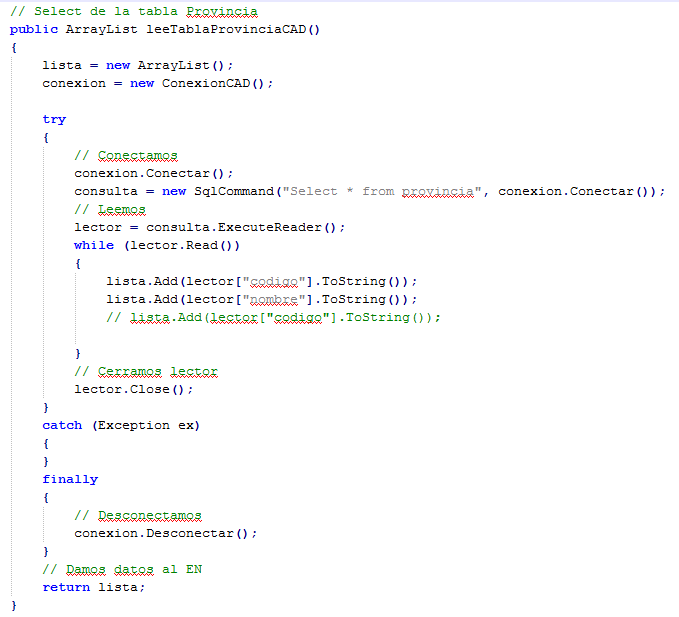 // Select de la tabla Provincia
public ArrayList leeTablaProvinciaCAD()
{
    lista = new ArrayList();
    conexion = new ConexionCAD();

    try
    {
        // Conectamos
        conexion.Conectar();
        consulta = new SqlCommand("Select * from provincia", conexion.Conectar());
        // Leemos
        lector = consulta.ExecuteReader();
        while (lector.Read())
        {
            lista.Add(lector["codigo"].ToString());
            lista.Add(lector["nombre"].ToString());
            // lista.Add(lector["codigo"].ToString());

        }
        // Cerramos lector
        lector.Close();
    }
    catch (Exception ex)
    {
    }
    finally
    {
        // Desconectamos
        conexion.Desconectar();
    }
    // Damos datos al EN
    return lista;
}